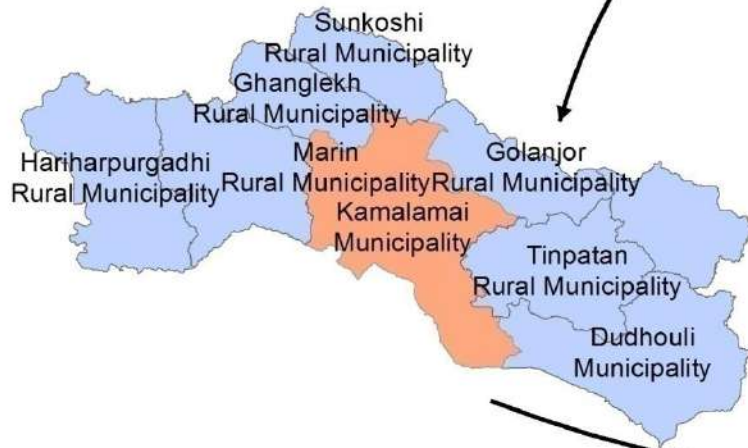 Sunkoshi
Rural Municipality
Ghanglekh
Rural Municipality
Hariharpurgadhi
Rural Municipality
Marin
Rural Municipality
Golanjor
Rural Municipality
Kamalamai
Municipality
Tinpatan
Rural Municipality
Dudhouli
Municipality